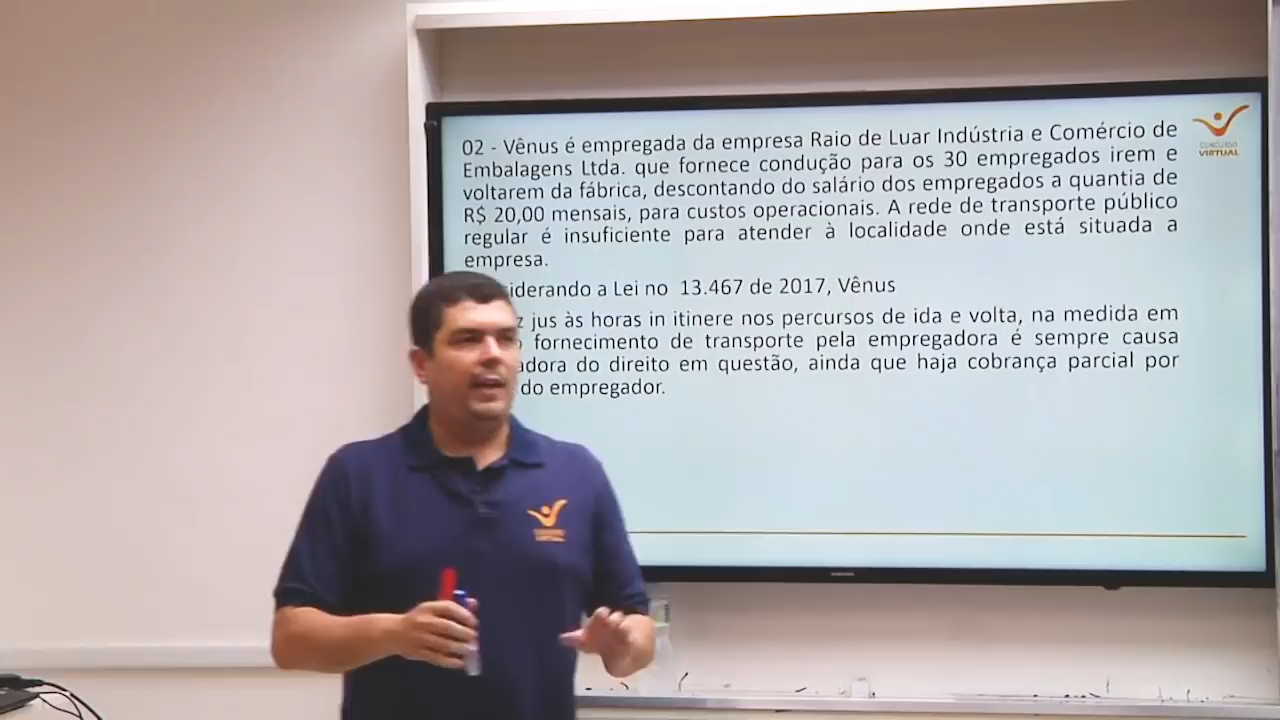 02 - Vênus é empregada da empresa Raio de Luar Indústria e Comércio de
Embalagens Ltda. que fornece condução para os 30 empregados irem e
voltarem da fábrica, descontando do salário dos empregados a quantia de
R$ 20,00 mensais, para custos operacionais. A rede de transporte público
regular é insuficiente para atender à localidade onde está situada a
empresa.
iderando a Lei no 13.467 de 2017, Vênus
z jus às horas in itinere nos percursos de ida e volta, na medida em
fornecimento de transporte pela empregadora é sempre causa
adora do direito em questão, ainda que haja cobrança parcial por
do empregador.
CONCURSO
VIRTUAL